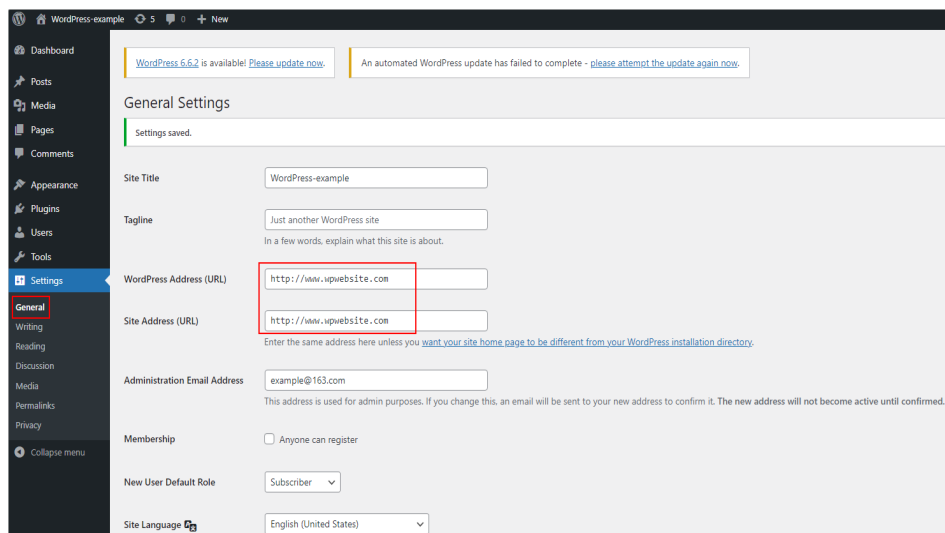 WordPress-example 5 0 + New
Dashboard
Posts
Media
Pages
Comments
Appearance
Plugins
Users
Tools
Settings
General
Writing
Reading
Discussion
Media
Permalinks
Privacy
Collapse menu
WordPress 6.6.2 is available! Please update now.
An automated WordPress update has failed to complete - please attempt the update again now.
General Settings
Settings saved.
Site Title WordPress-example
Tagline Just another WordPress site
In a few words, explain what this site is about.
WordPress Address (URL) http://www.wpwebsite.com
Site Address (URL) http://www.wpwebsite.com
Enter the same address here unless you want your site home page to be different from your WordPress installation directory.
Administration Email Address example@163.com
This address is used for admin purposes. If you change this, an email will be sent to your new address to confirm it. The new address will not become active until confirmed.
Membership Anyone can register
New User Default Role Subscriber
Site Language English (United States)